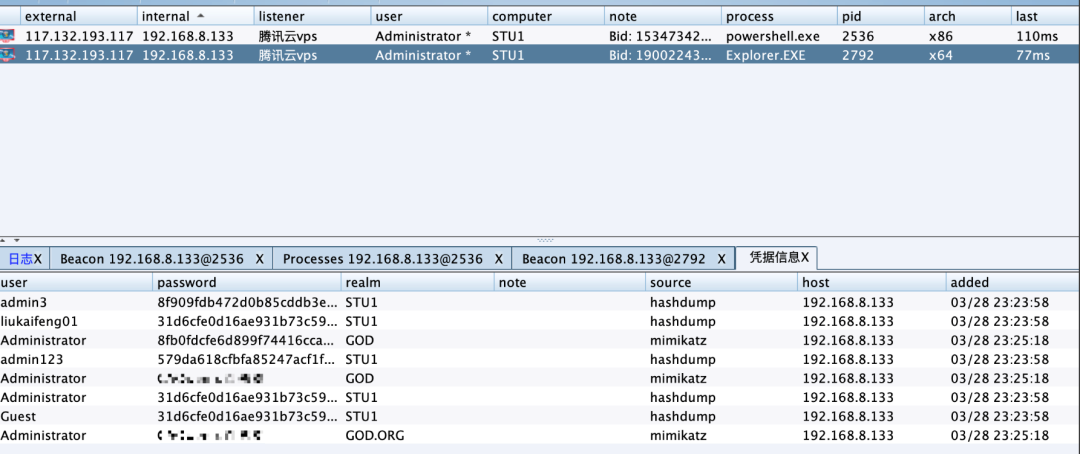 external internal listener user computer note process pid arch last
117.132.193.117 192.168.8.133 腾讯云vps Administrator * STU1 Bid: 15347342... powershell.exe 2536 x86 110ms
117.132.193.117 192.168.8.133 腾讯云vps Administrator * STU1 Bid: 19002243... Explorer.EXE 2792 x64 77ms
日志X Beacon 192.168.8.133@2536 X Processes 192.168.8.133@2536 X Beacon 192.168.8.133@2792 X 凭据信息X
user password realm note source host added
admin3 8f909fdb472d0b85cddb3e... STU1 hashdump 192.168.8.133 03/28 23:23:58
liukaifeng01 31d6cfe0d16ae931b73c59... STU1 hashdump 192.168.8.133 03/28 23:23:58
Administrator 8fb0fdcfe6d899f74416cca... GOD mimikatz 192.168.8.133 03/28 23:25:18
admin123 579da618cfbfa85247acf1f... STU1 hashdump 192.168.8.133 03/28 23:23:58
Administrator GOD mimikatz 192.168.8.133 03/28 23:25:18
Administrator 31d6cfe0d16ae931b73c59... STU1 hashdump 192.168.8.133 03/28 23:23:58
Guest 31d6cfe0d16ae931b73c59... STU1 hashdump 192.168.8.133 03/28 23:23:58
Administrator GOD.ORG mimikatz 192.168.8.133 03/28 23:25:18